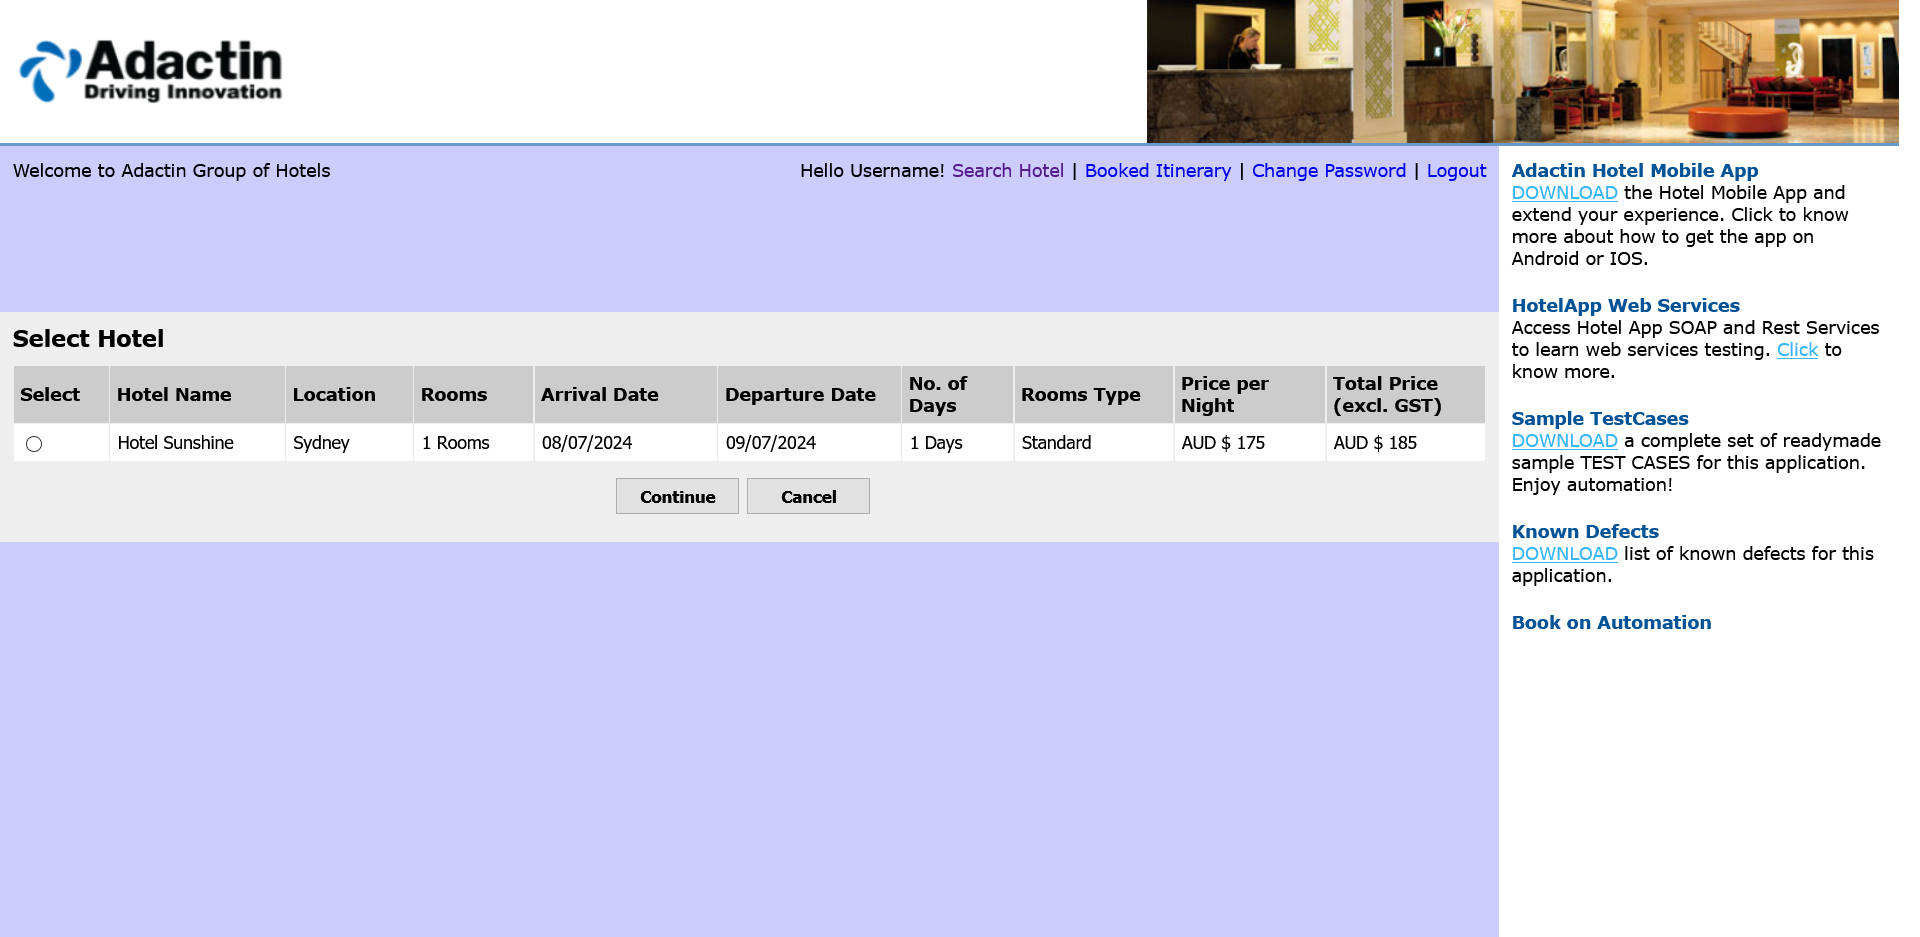 Adactin
Driving Innovation
Welcome to Adactin Group of Hotels
Hello Username! Search Hotel | Booked Itinerary | Change Password | Logout
Select Hotel
Select Hotel Name Location Rooms Arrival Date Departure Date No. of Days Rooms Type Price per Night Total Price (excl. GST)
Hotel Sunshine Sydney 1 Rooms 08/07/2024 09/07/2024 1 Days Standard AUD $ 175 AUD $ 185
Continue Cancel
Adactin Hotel Mobile App
DOWNLOAD the Hotel Mobile App and
extend your experience. Click to know
more about how to get the app on
Android or IOS.
HotelApp Web Services
Access Hotel App SOAP and Rest Services
to learn web services testing. Click to
know more.
Sample TestCases
DOWNLOAD a complete set of readymade
sample TEST CASES for this application.
Enjoy automation!
Known Defects
DOWNLOAD list of known defects for this
application.
Book on Automation